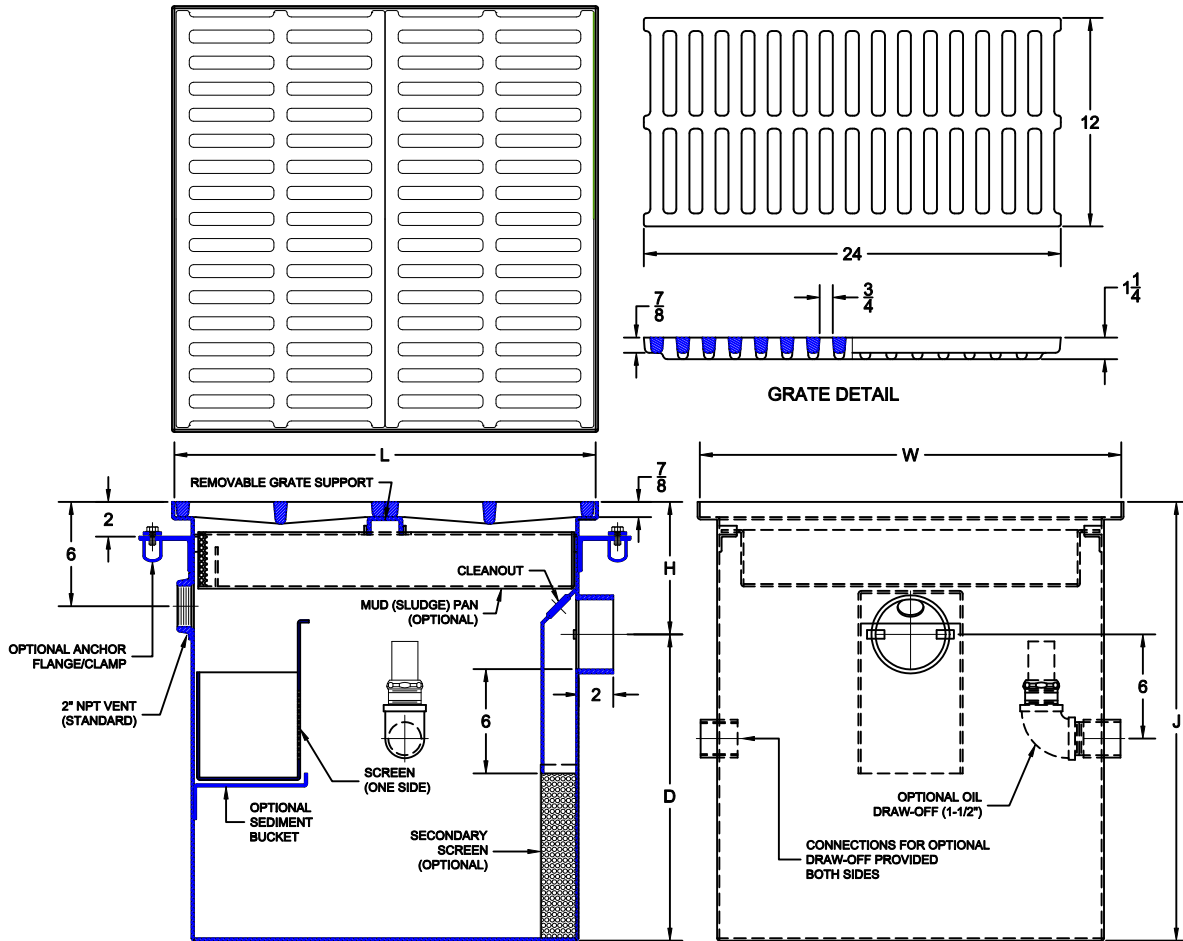 12
24
7/8
3/4
1 1/4
GRATE DETAIL
L
W
REMOVABLE GRATE SUPPORT
7/8
2
6
H
CLEANOUT
MUD (SLUDGE) PAN
(OPTIONAL)
OPTIONAL ANCHOR
FLANGE/CLAMP
2" NPT VENT
(STANDARD)
2
6
6
J
SCREEN
(ONE SIDE)
OPTIONAL
SEDIMENT
BUCKET
D
SECONDARY
SCREEN
(OPTIONAL)
OPTIONAL OIL
DRAW-OFF (1-1/2")
CONNECTIONS FOR OPTIONAL
DRAW-OFF PROVIDED
BOTH SIDES